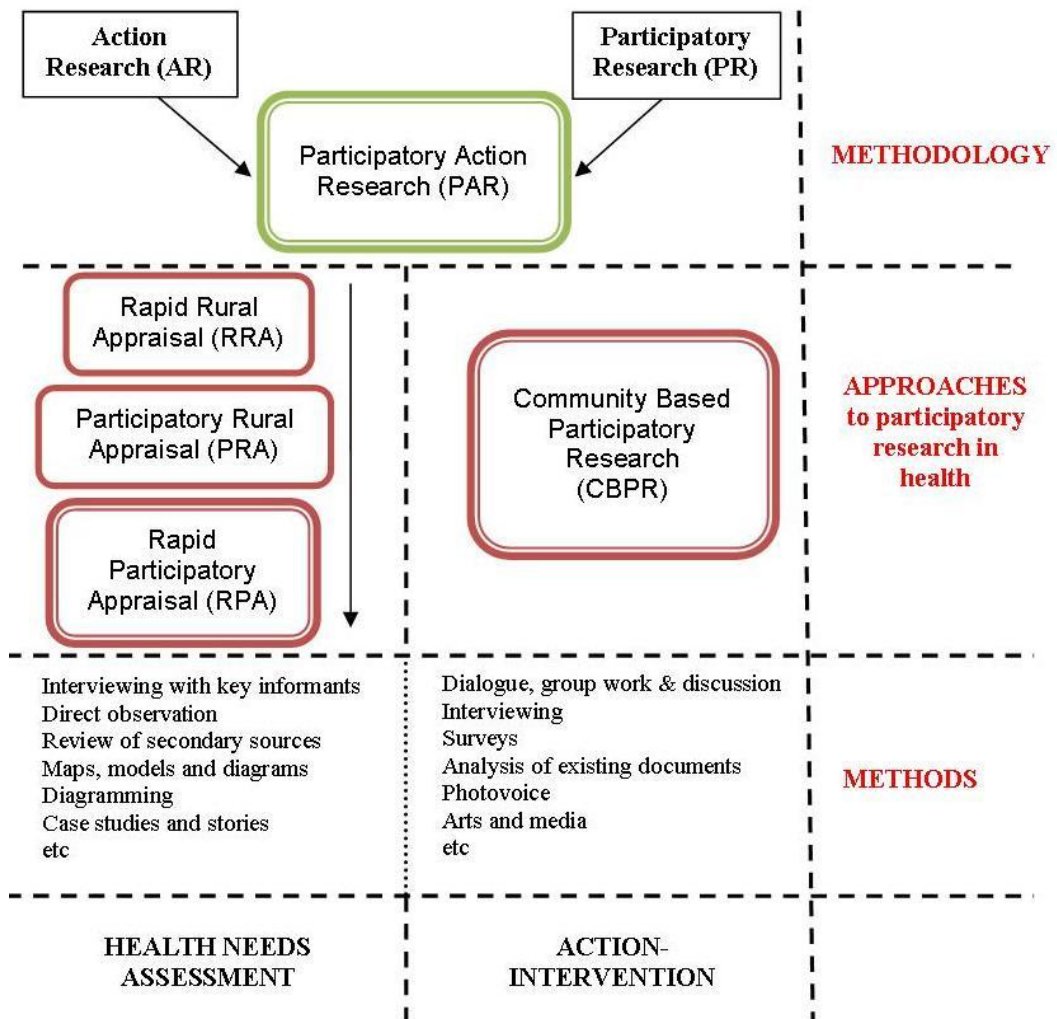 Action
Research (AR)
Participatory
Research (PR)
Participatory Action
Research (PAR)
METHODOLOGY
Rapid Rural
Appraisal (RRA)
Participatory Rural
Appraisal (PRA)
Rapid
Participatory
Appraisal (RPA)
Community Based
Participatory
Research
(CBPR)
APPROACHES
to participatory
research in
health
Interviewing with key informants
Direct observation
Review of secondary sources
Maps, models and diagrams
Diagramming
Case studies and stories
etc
Dialogue, group work & discussion
Interviewing
Surveys
Analysis of existing documents
Photovoice
Arts and media
etc
METHODS
HEALTH NEEDS
ASSESSMENT
ACTION-
INTERVENTION